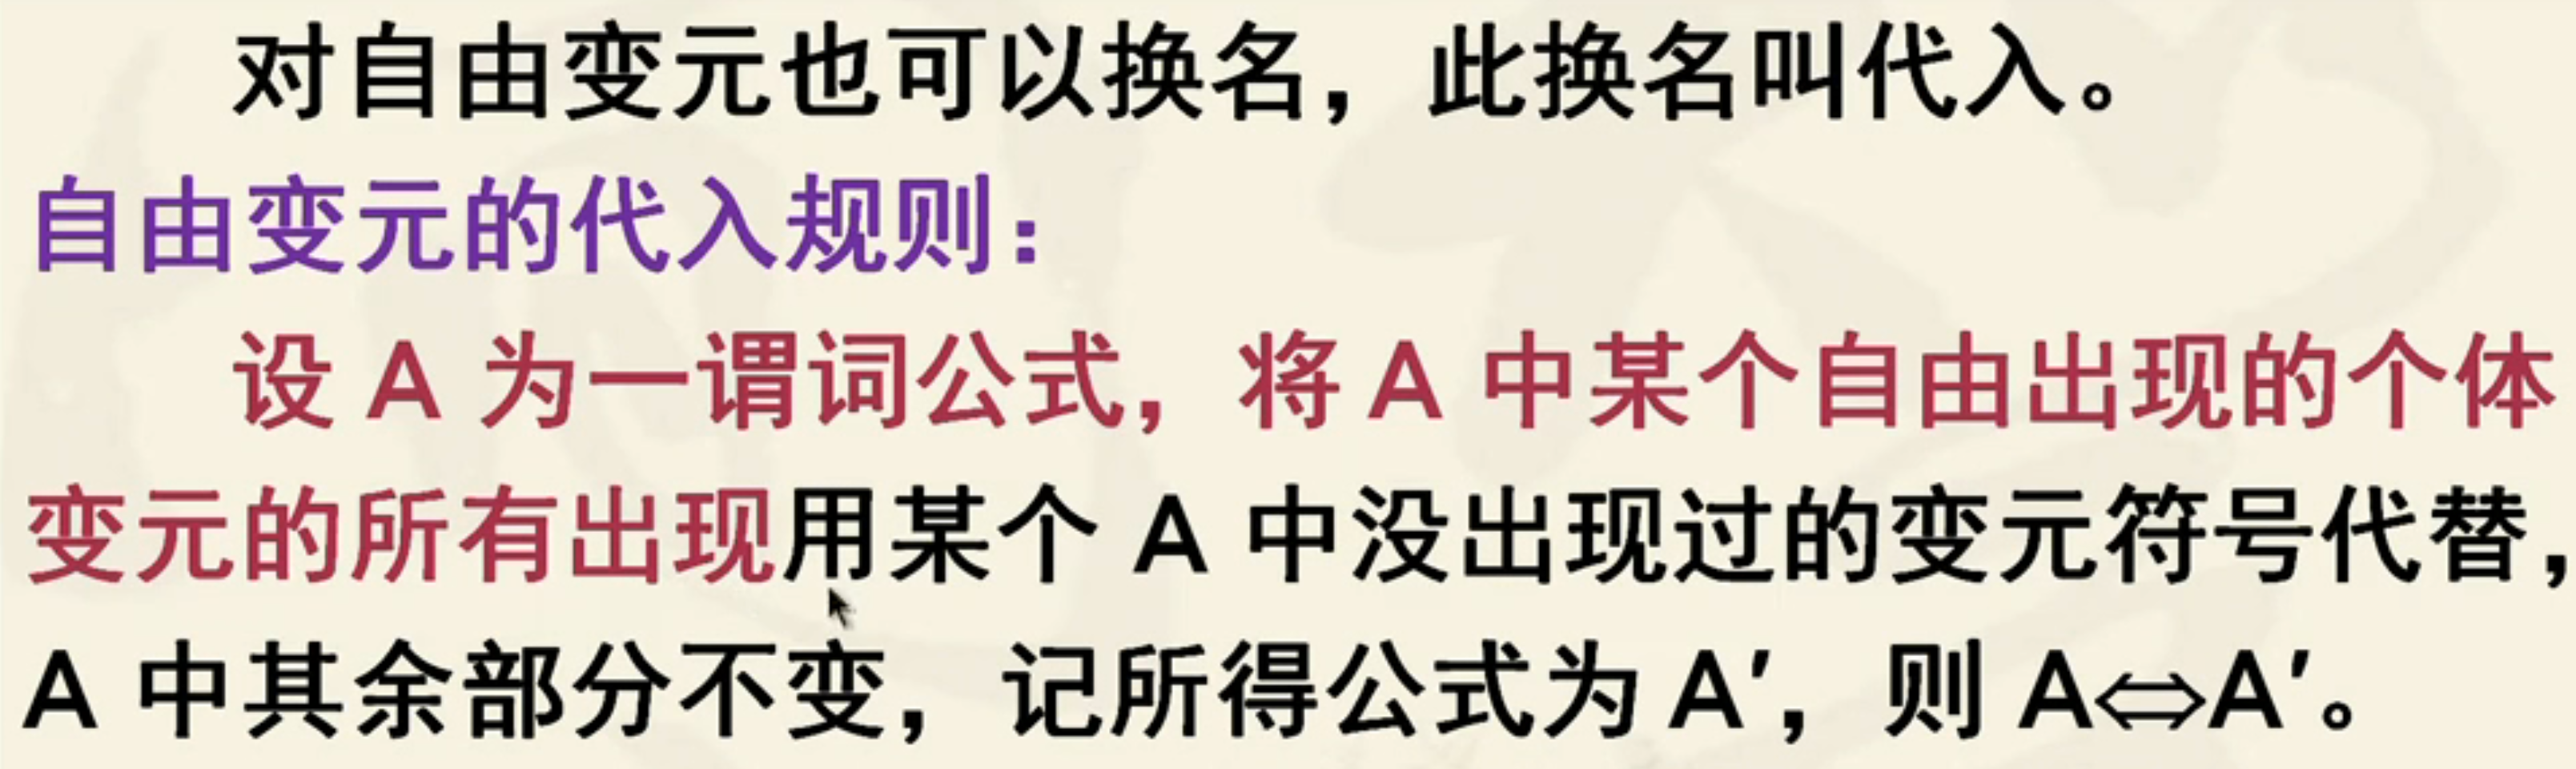 对自由变元也可以换名，此换名叫代入。
自由变元的代入规则：
设 A 为一谓词公式，将 A 中某个自由出现的个体
变元的所有出现用某个 A 中没出现过的变元符号代替，
A 中其余部分不变，记所得公式为 A′，则 A⇔A′。